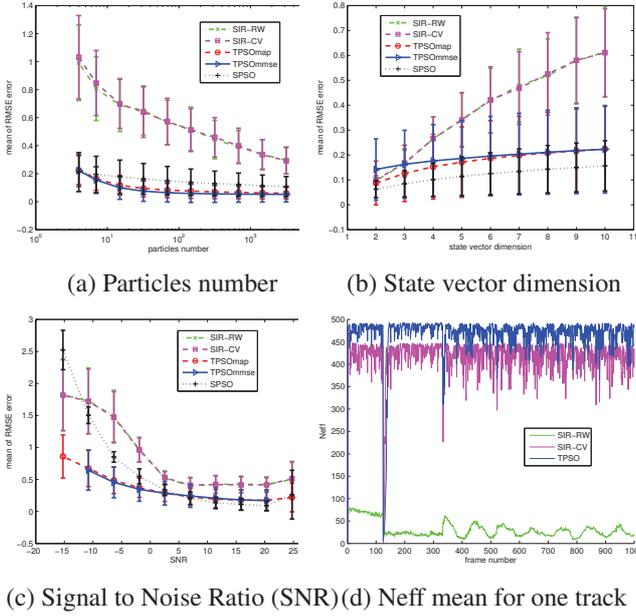 1.4
1.2
1
0.8
0.6
0.4
0.2
0
−0.2
mean of RMSE error
10^0
10^1
10^2
10^3
particles number
SIR−RW
SIR−CV
TPSOmap
TPSOmmse
SPSO
(a) Particles number
0.8
0.7
0.6
0.5
0.4
0.3
0.2
0.1
0
−0.1
mean of RMSE error
1 2 3 4 5 6 7 8 9 10 11
state vector dimension
SIR−RW
SIR−CV
TPSOmap
TPSOmmse
SPSO
(b) State vector dimension
3
2.5
2
1.5
1
0.5
0
−0.5
mean of RMSE error
−20 −15 −10 −5 0 5 10 15 20 25
SNR
SIR−RW
SIR−CV
TPSOmap
TPSOmmse
SPSO
(c) Signal to Noise Ratio (SNR)
500
450
400
350
300
250
200
150
100
50
0
Neff
0 100 200 300 400 500 600 700 800 900 1000
frame number
SIR−RW
SIR−CV
TPSO
(d) Neff mean for one track